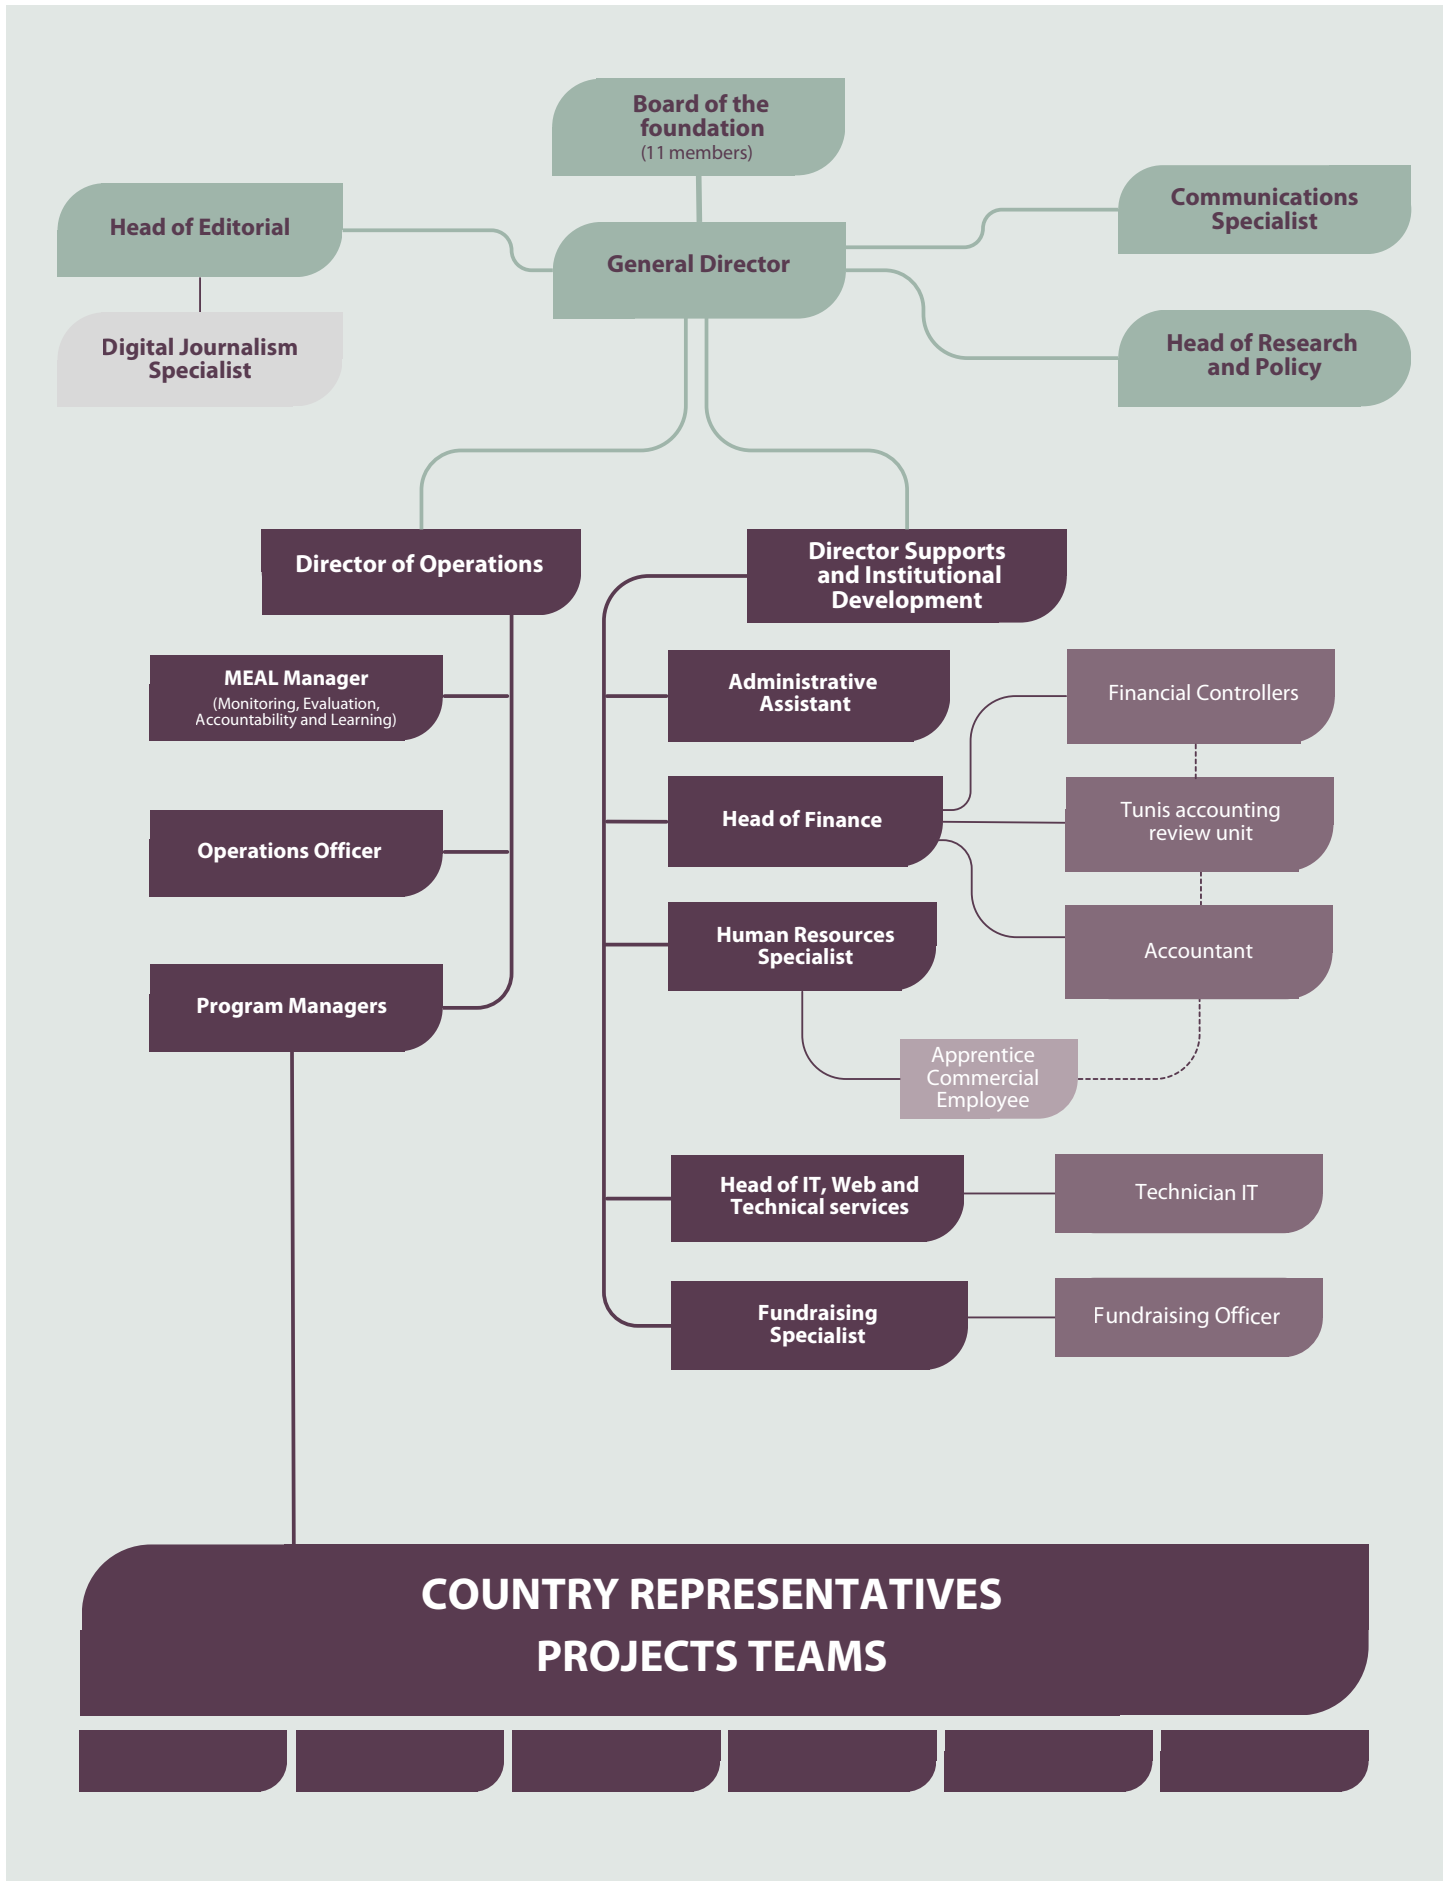 Board of the
foundation
(11 members)
Head of Editorial
Communications
Specialist
General Director
Digital Journalism
Specialist
Head of Research
and Policy
Director of Operations
Director Supports
and Institutional
Development
MEAL Manager
(Monitoring, Evaluation,
Accountability and Learning)
Administrative
Assistant
Financial Controllers
Operations Officer
Head of Finance
Tunis accounting
review unit
Human Resources
Specialist
Accountant
Program Managers
Apprentice
Commercial
Employee
Head of IT, Web and
Technical services
Technician IT
Fundraising
Specialist
Fundraising Officer
COUNTRY REPRESENTATIVES
PROJECTS TEAMS